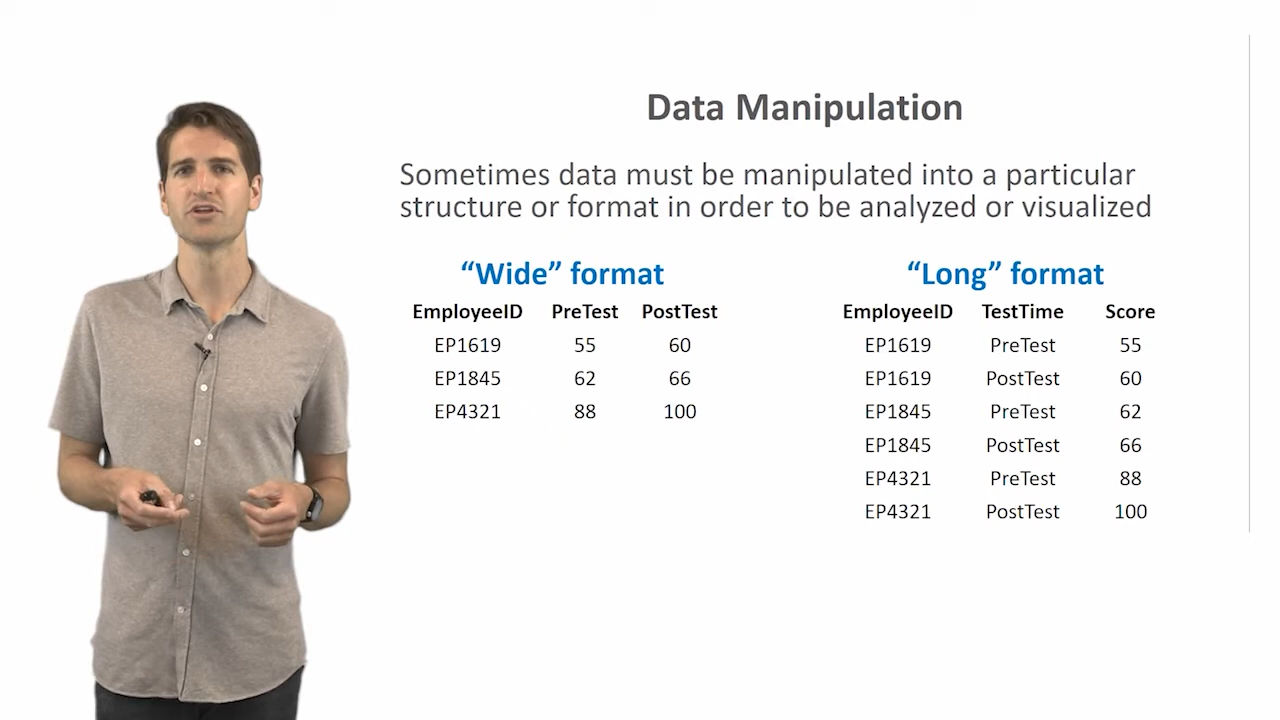 Data Manipulation
Sometimes data must be manipulated into a particular
structure or format in order to be analyzed or visualized
“Wide” format
EmployeeID PreTest PostTest
EP1619 55 60
EP1845 62 66
EP4321 88 100
“Long” format
EmployeeID TestTime Score
EP1619 PreTest 55
EP1619 PostTest 60
EP1845 PreTest 62
EP1845 PostTest 66
EP4321 PreTest 88
EP4321 PostTest 100